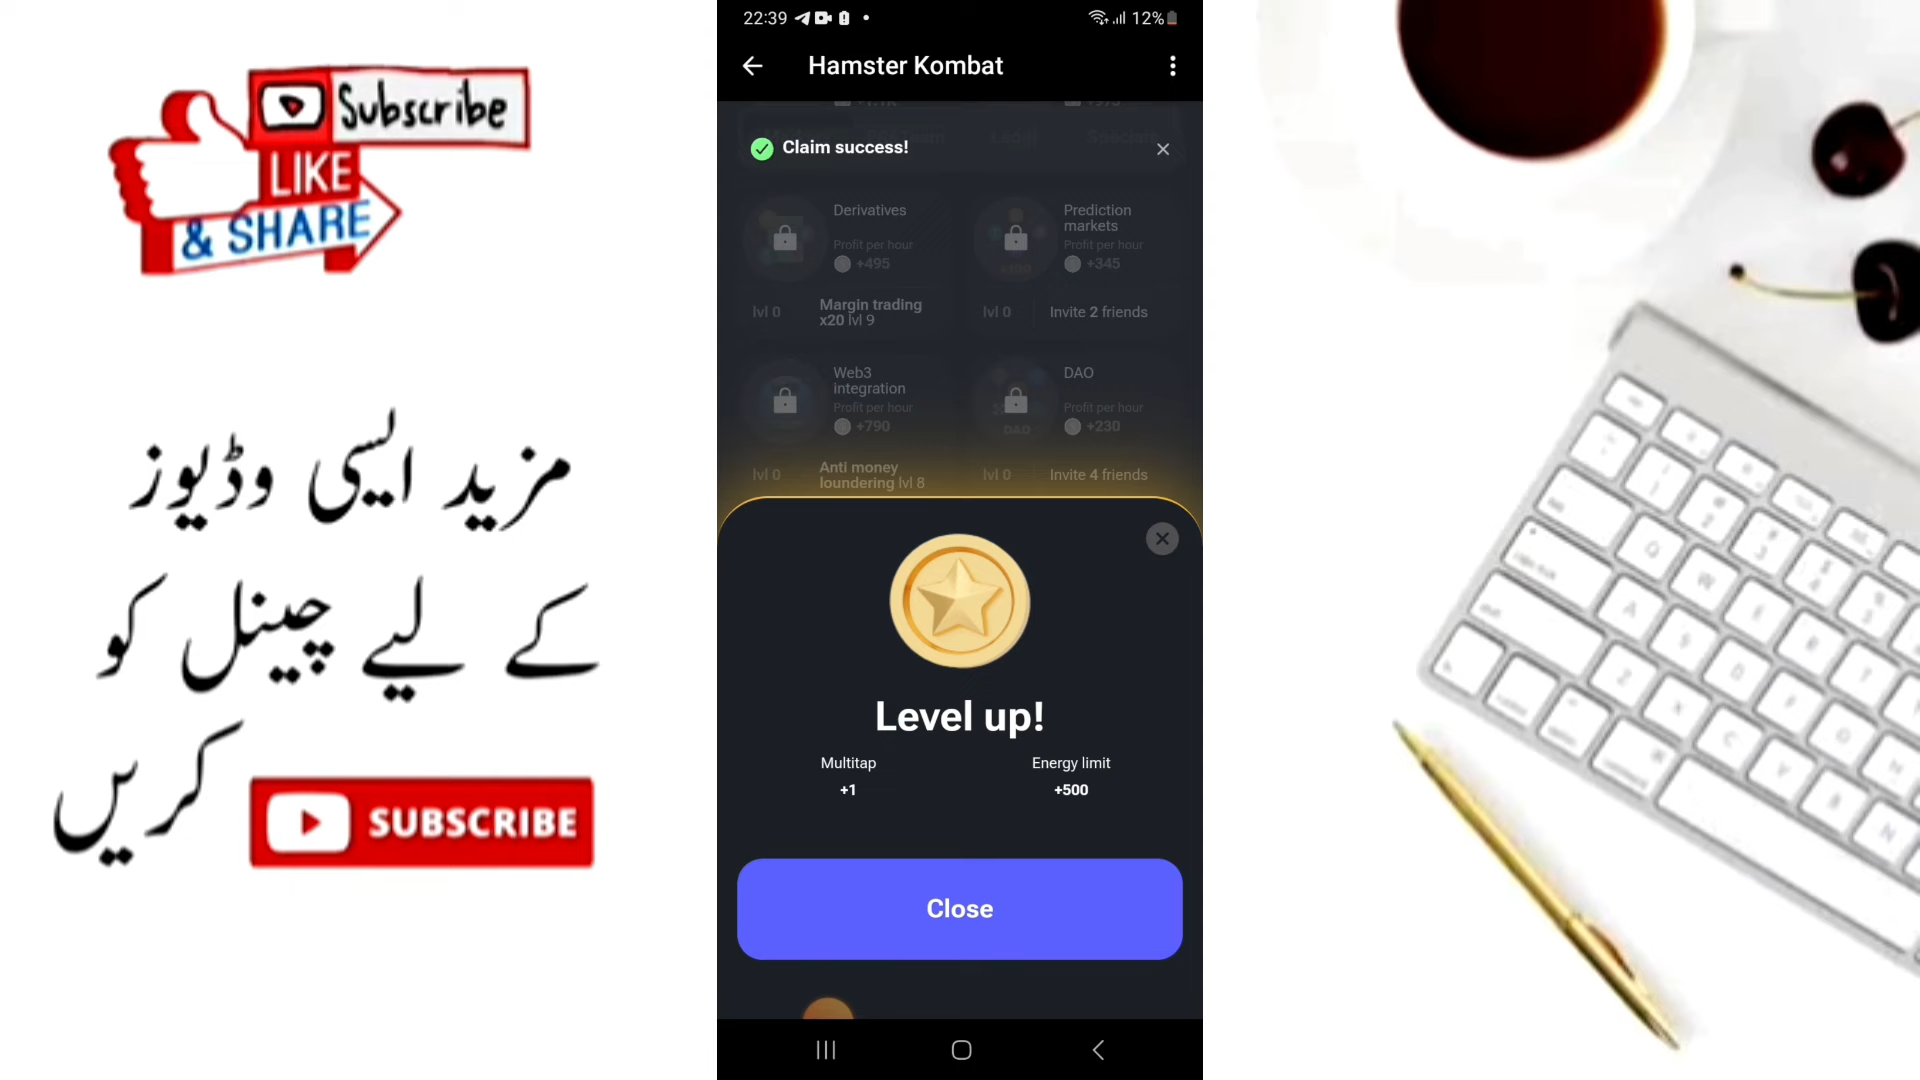 Subscribe
LIKE
& SHARE
مزید ایسی وڈیوز
کے لیے چینل کو
کریں
SUBSCRIBE
22:39
12%
Hamster Kombat
Claim success!
Derivatives
Profit per hour
+495
lvl 0
Margin trading
x20 lvl 9
Prediction
markets
Profit per hour
+345
lvl 0
Invite 2 friends
Web3
integration
Profit per hour
+790
lvl 0
Anti money
loundering lvl 8
DAO
DAO
Profit per hour
+230
lvl 0
Invite 4 friends
Level up!
Multitap
+1
Energy limit
+500
Close